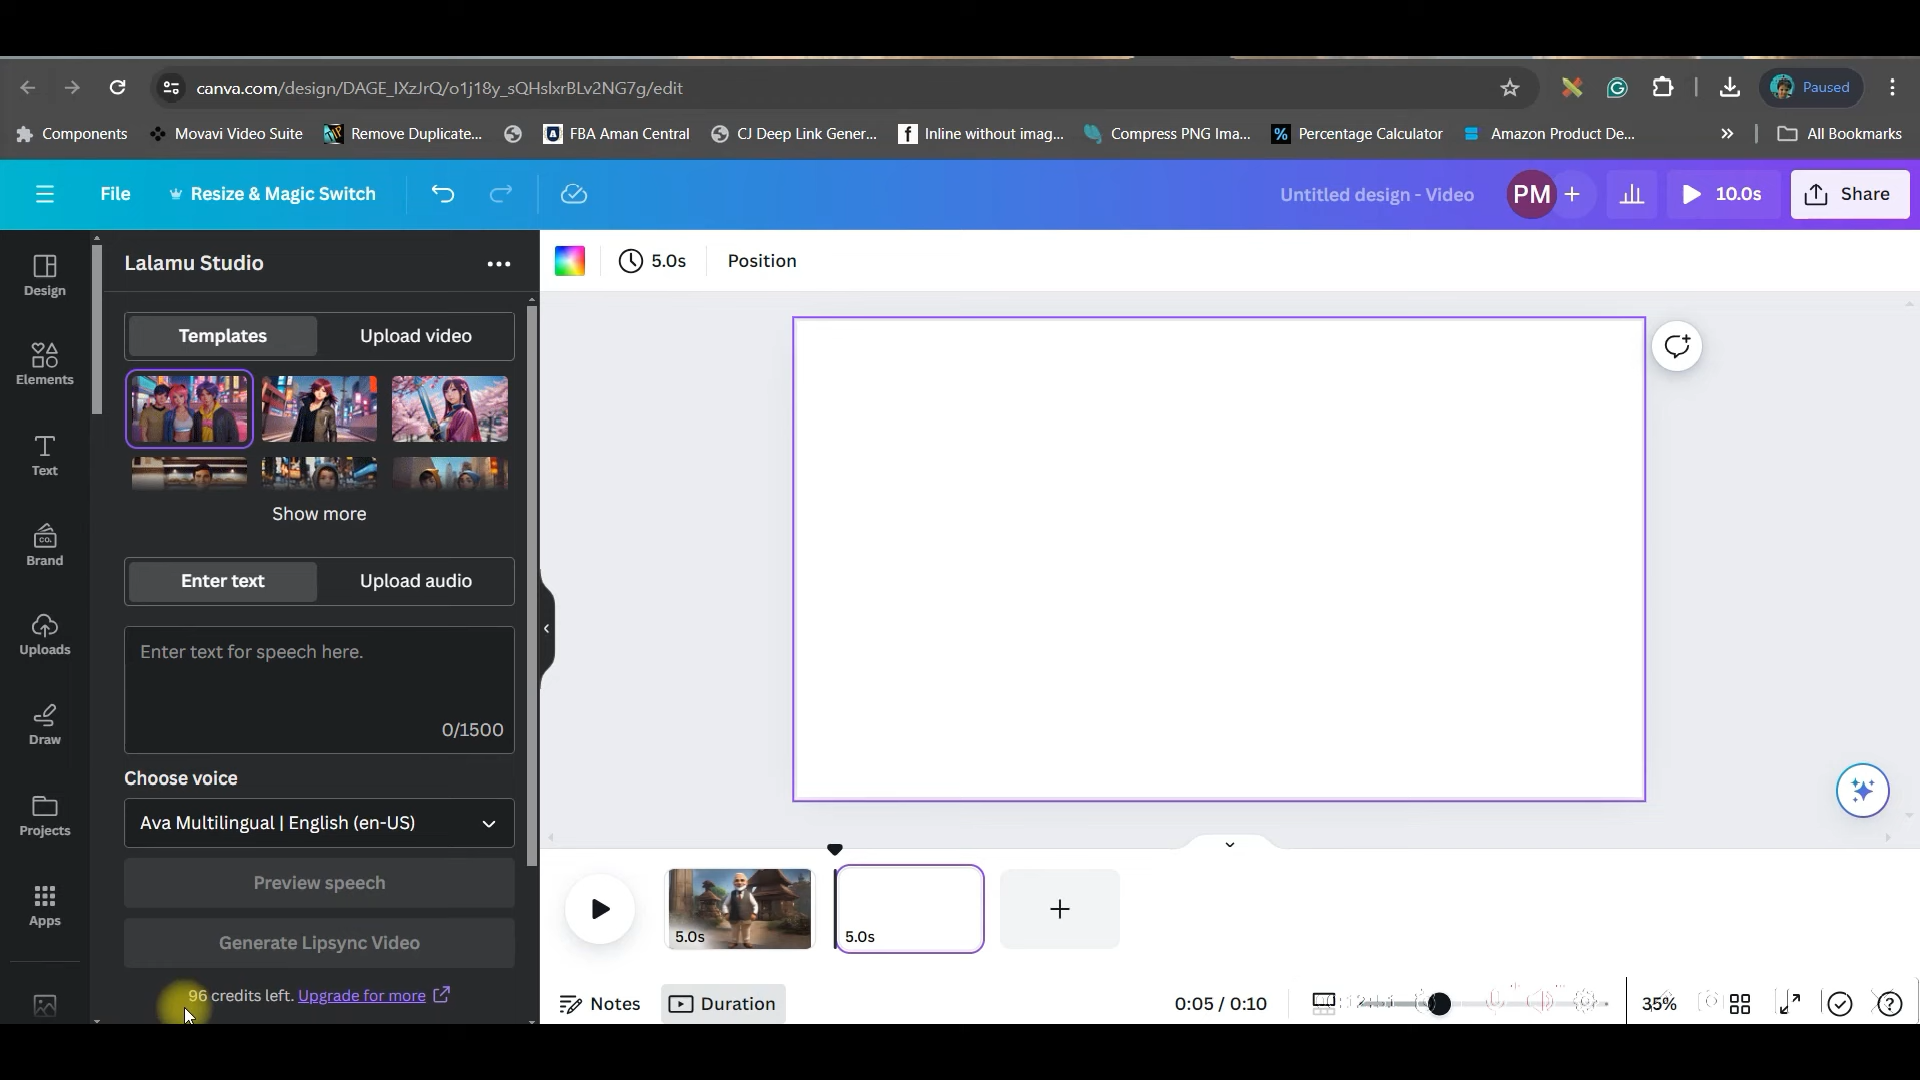 canva.com/design/DAGE_IXzJrQ/o1j18y_sQHslxrBLv2NG7g/edit
Paused
Components
Movavi Video Suite
Remove Duplicate...
FBA Aman Central
CJ Deep Link Gener...
Inline without imag...
Compress PNG Ima...
Percentage Calculator
Amazon Product De...
All Bookmarks
File
Resize & Magic Switch
Untitled design - Video
PM
10.0s
Share
Design
Elements
Text
Brand
Uploads
Draw
Projects
Apps
Lalamu Studio
Templates
Upload video
Show more
Enter text
Upload audio
Enter text for speech here.
0/1500
Choose voice
Ava Multilingual | English (en-US)
Preview speech
Generate Lipsync Video
96 credits left. Upgrade for more
5.0s
Position
5.0s
5.0s
Notes
Duration
0:05 / 0:10
35%